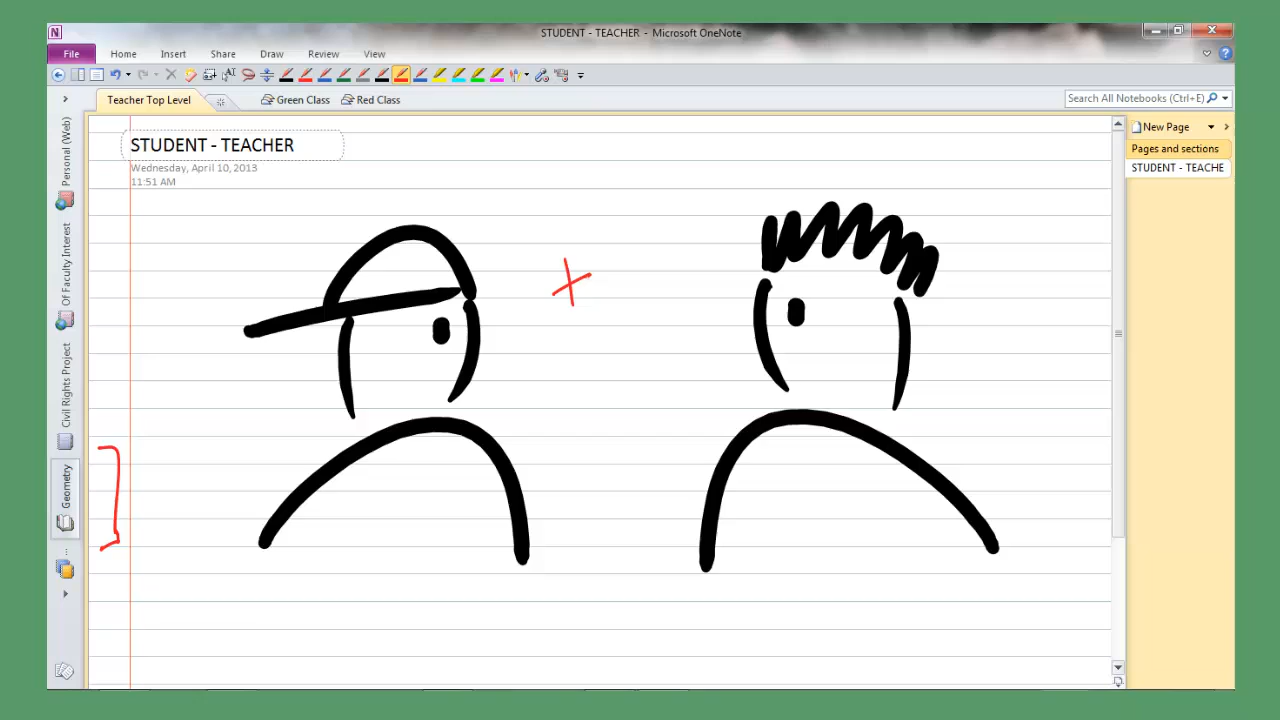 STUDENT - TEACHER - Microsoft OneNote
File Home Insert Share Draw Review View
Teacher Top Level Green Class Red Class Search All Notebooks (Ctrl+E)
New Page
Pages and sections
STUDENT - TEACHE
STUDENT - TEACHER
Wednesday, April 10, 2013
11:51 AM
Personal (Web)
Of Faculty Interest
Civil Rights Project
Geometry